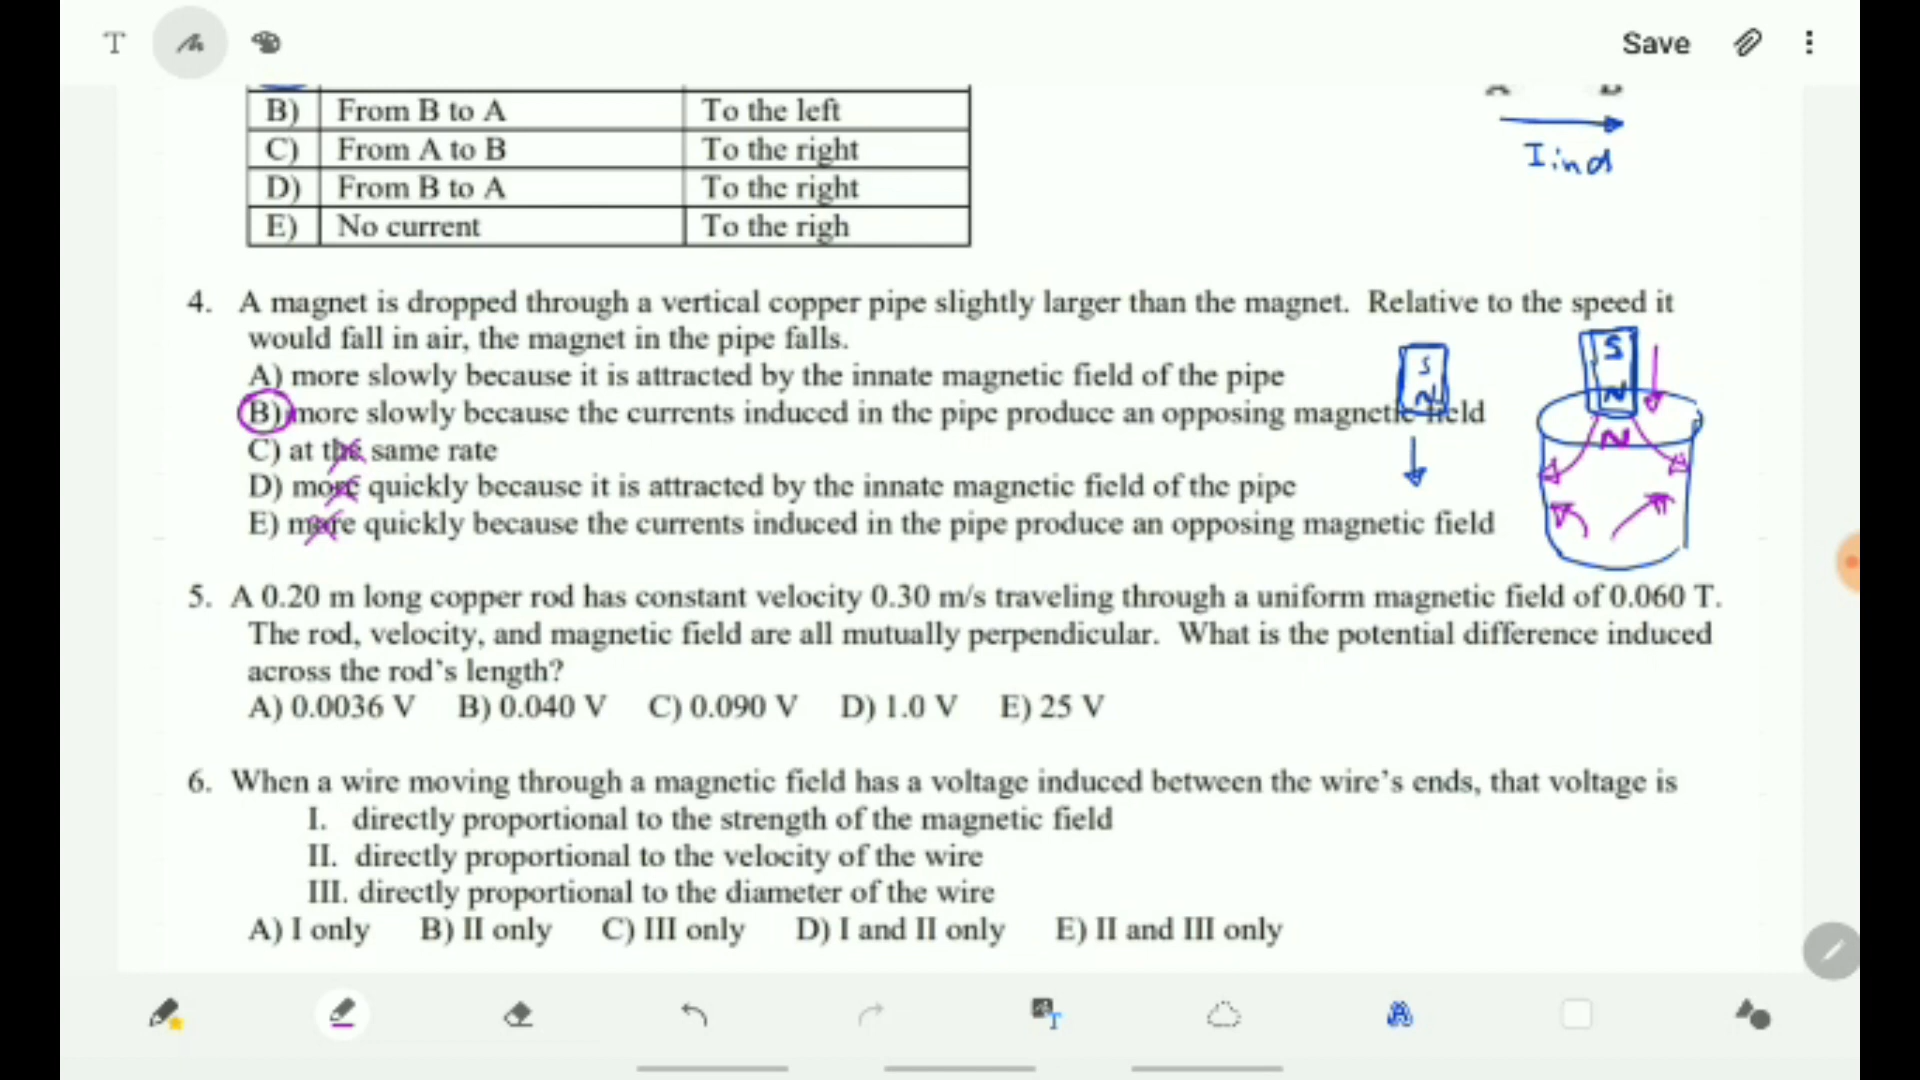 T
Save
B) From B to A To the left
C) From A to B To the right
D) From B to A To the right
E) No current To the righ
I ind
4. A magnet is dropped through a vertical copper pipe slightly larger than the magnet. Relative to the speed it
would fall in air, the magnet in the pipe falls.
A) more slowly because it is attracted by the innate magnetic field of the pipe
B) more slowly because the currents induced in the pipe produce an opposing magnetic field
C) at the same rate
D) more quickly because it is attracted by the innate magnetic field of the pipe
E) more quickly because the currents induced in the pipe produce an opposing magnetic field
S
N
S
N
N
5. A 0.20 m long copper rod has constant velocity 0.30 m/s traveling through a uniform magnetic field of 0.060 T.
The rod, velocity, and magnetic field are all mutually perpendicular. What is the potential difference induced
across the rod's length?
A) 0.0036 V B) 0.040 V C) 0.090 V D) 1.0 V E) 25 V
6. When a wire moving through a magnetic field has a voltage induced between the wire's ends, that voltage is
I. directly proportional to the strength of the magnetic field
II. directly proportional to the velocity of the wire
III. directly proportional to the diameter of the wire
A) I only B) II only C) III only D) I and II only E) II and III only
T
A